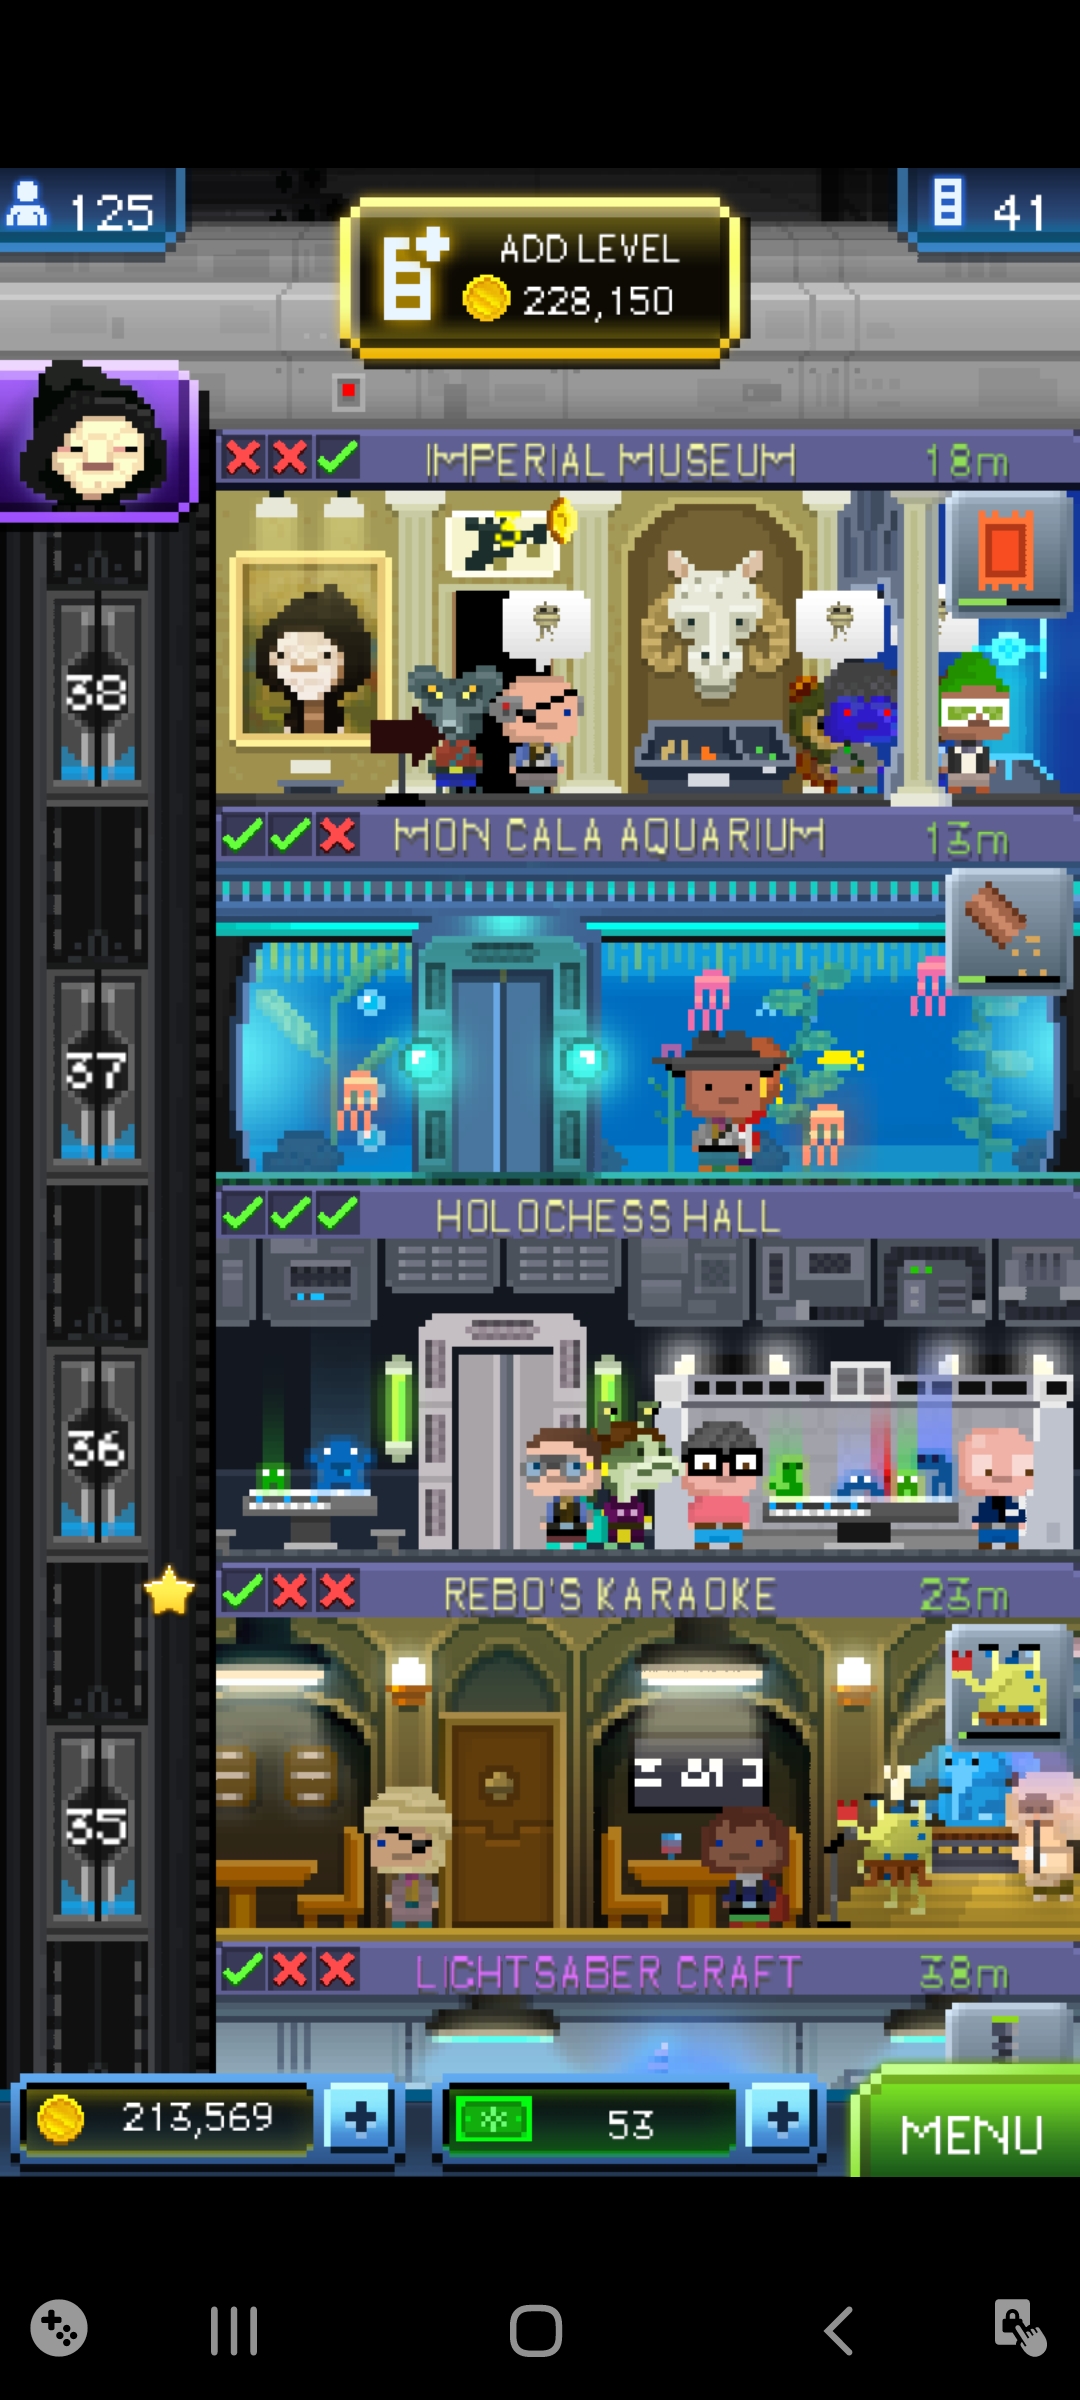 125
ADD LEVEL
228,150
41
IMPERIAL MUSEUM 18m
38
MON CALA AQUARIUM 13m
37
HOLOCHESS HALL
36
REBO'S KARAOKE 23m
35
LIGHTSABER CRAFT 38m
213,569 + 53 + MENU